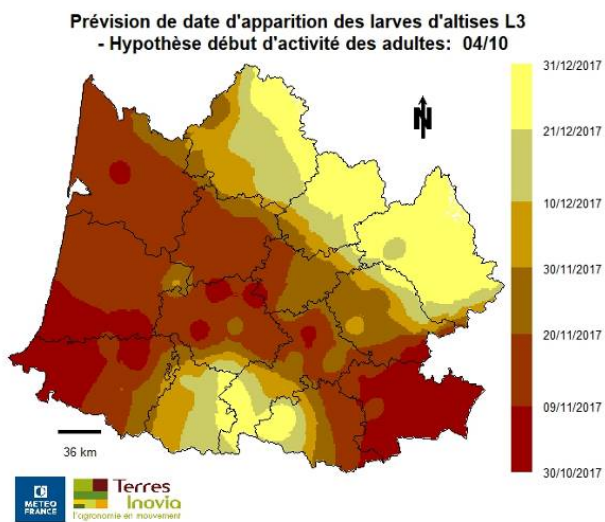 Prévision de date d'apparition des larves d'altises L3
- Hypothèse début d'activité des adultes: 04/10
31/12/2017
N
21/12/2017
10/12/2017
30/11/2017
20/11/2017
09/11/2017
30/10/2017
36 km
METEO
FRANCE
Terres
Inovia
l'agronomie en mouvement